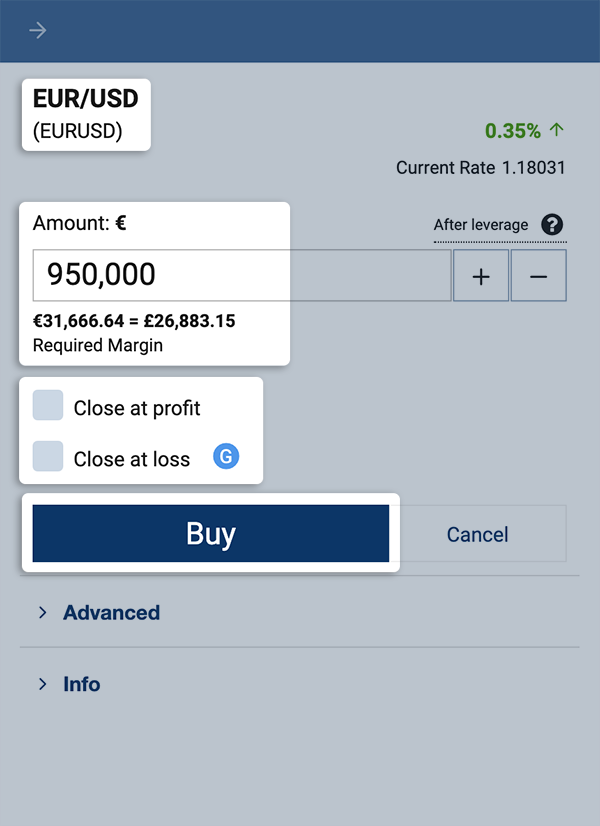 EUR/USD
(EURUSD)
0.35% ↑
Current Rate 1.18031
Amount: €
After leverage ?
950,000
+ −
€31,666.64 = £26,883.15
Required Margin
Close at profit
Close at loss G
Buy Cancel
Advanced
Info